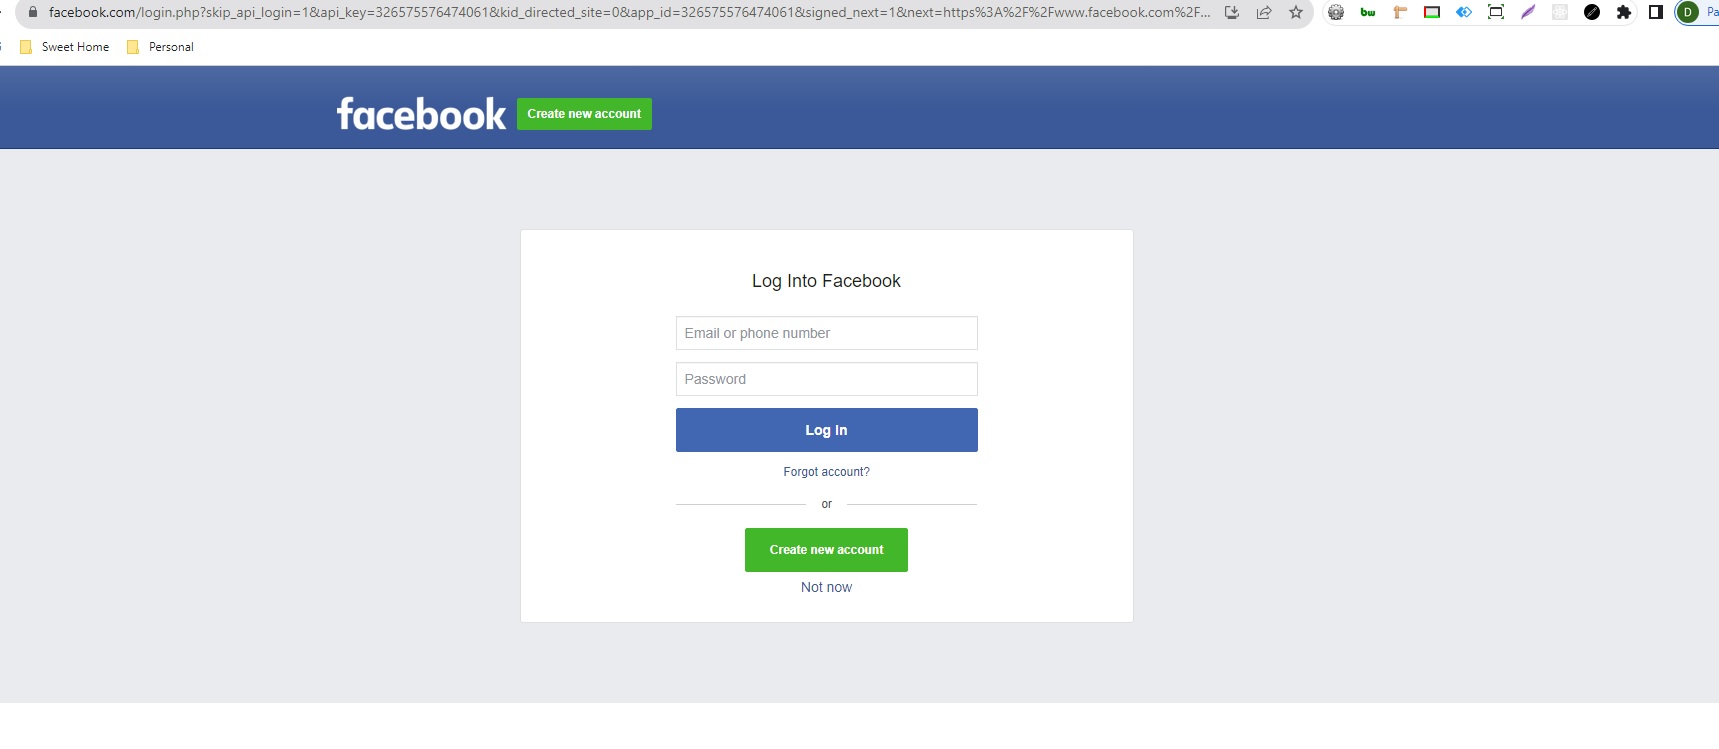 facebook.com/login.php?skip_api_login=1&api_key=326575576474061&kid_directed_site=0&app_id=326575576474061&signed_next=1&next=https%3A%2F%2Fwww.facebook.com%2F...
bw
D
Pa
Sweet Home
Personal
facebook
Create new account
Log Into Facebook
Email or phone number
Password
Log In
Forgot account?
or
Create new account
Not now